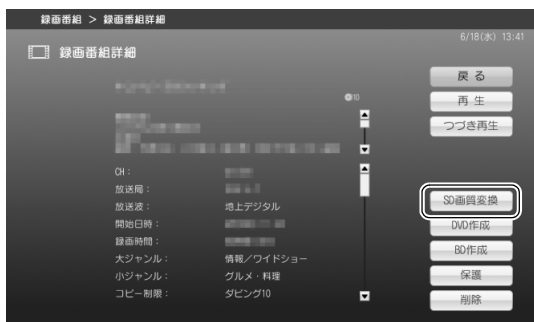 録画番組 > 録画番組詳細
6/18(水) 13:41
録画番組詳細
戻る
10
再 生
つづき再生
CH：
放送局：
放送波： 地上デジタル
開始日時：
録画時間：
大ジャンル： 情報／ワイドショー
小ジャンル： グルメ・料理
コピー制限： ダビング10
SD画質変換
DVD作成
BD作成
保護
削除